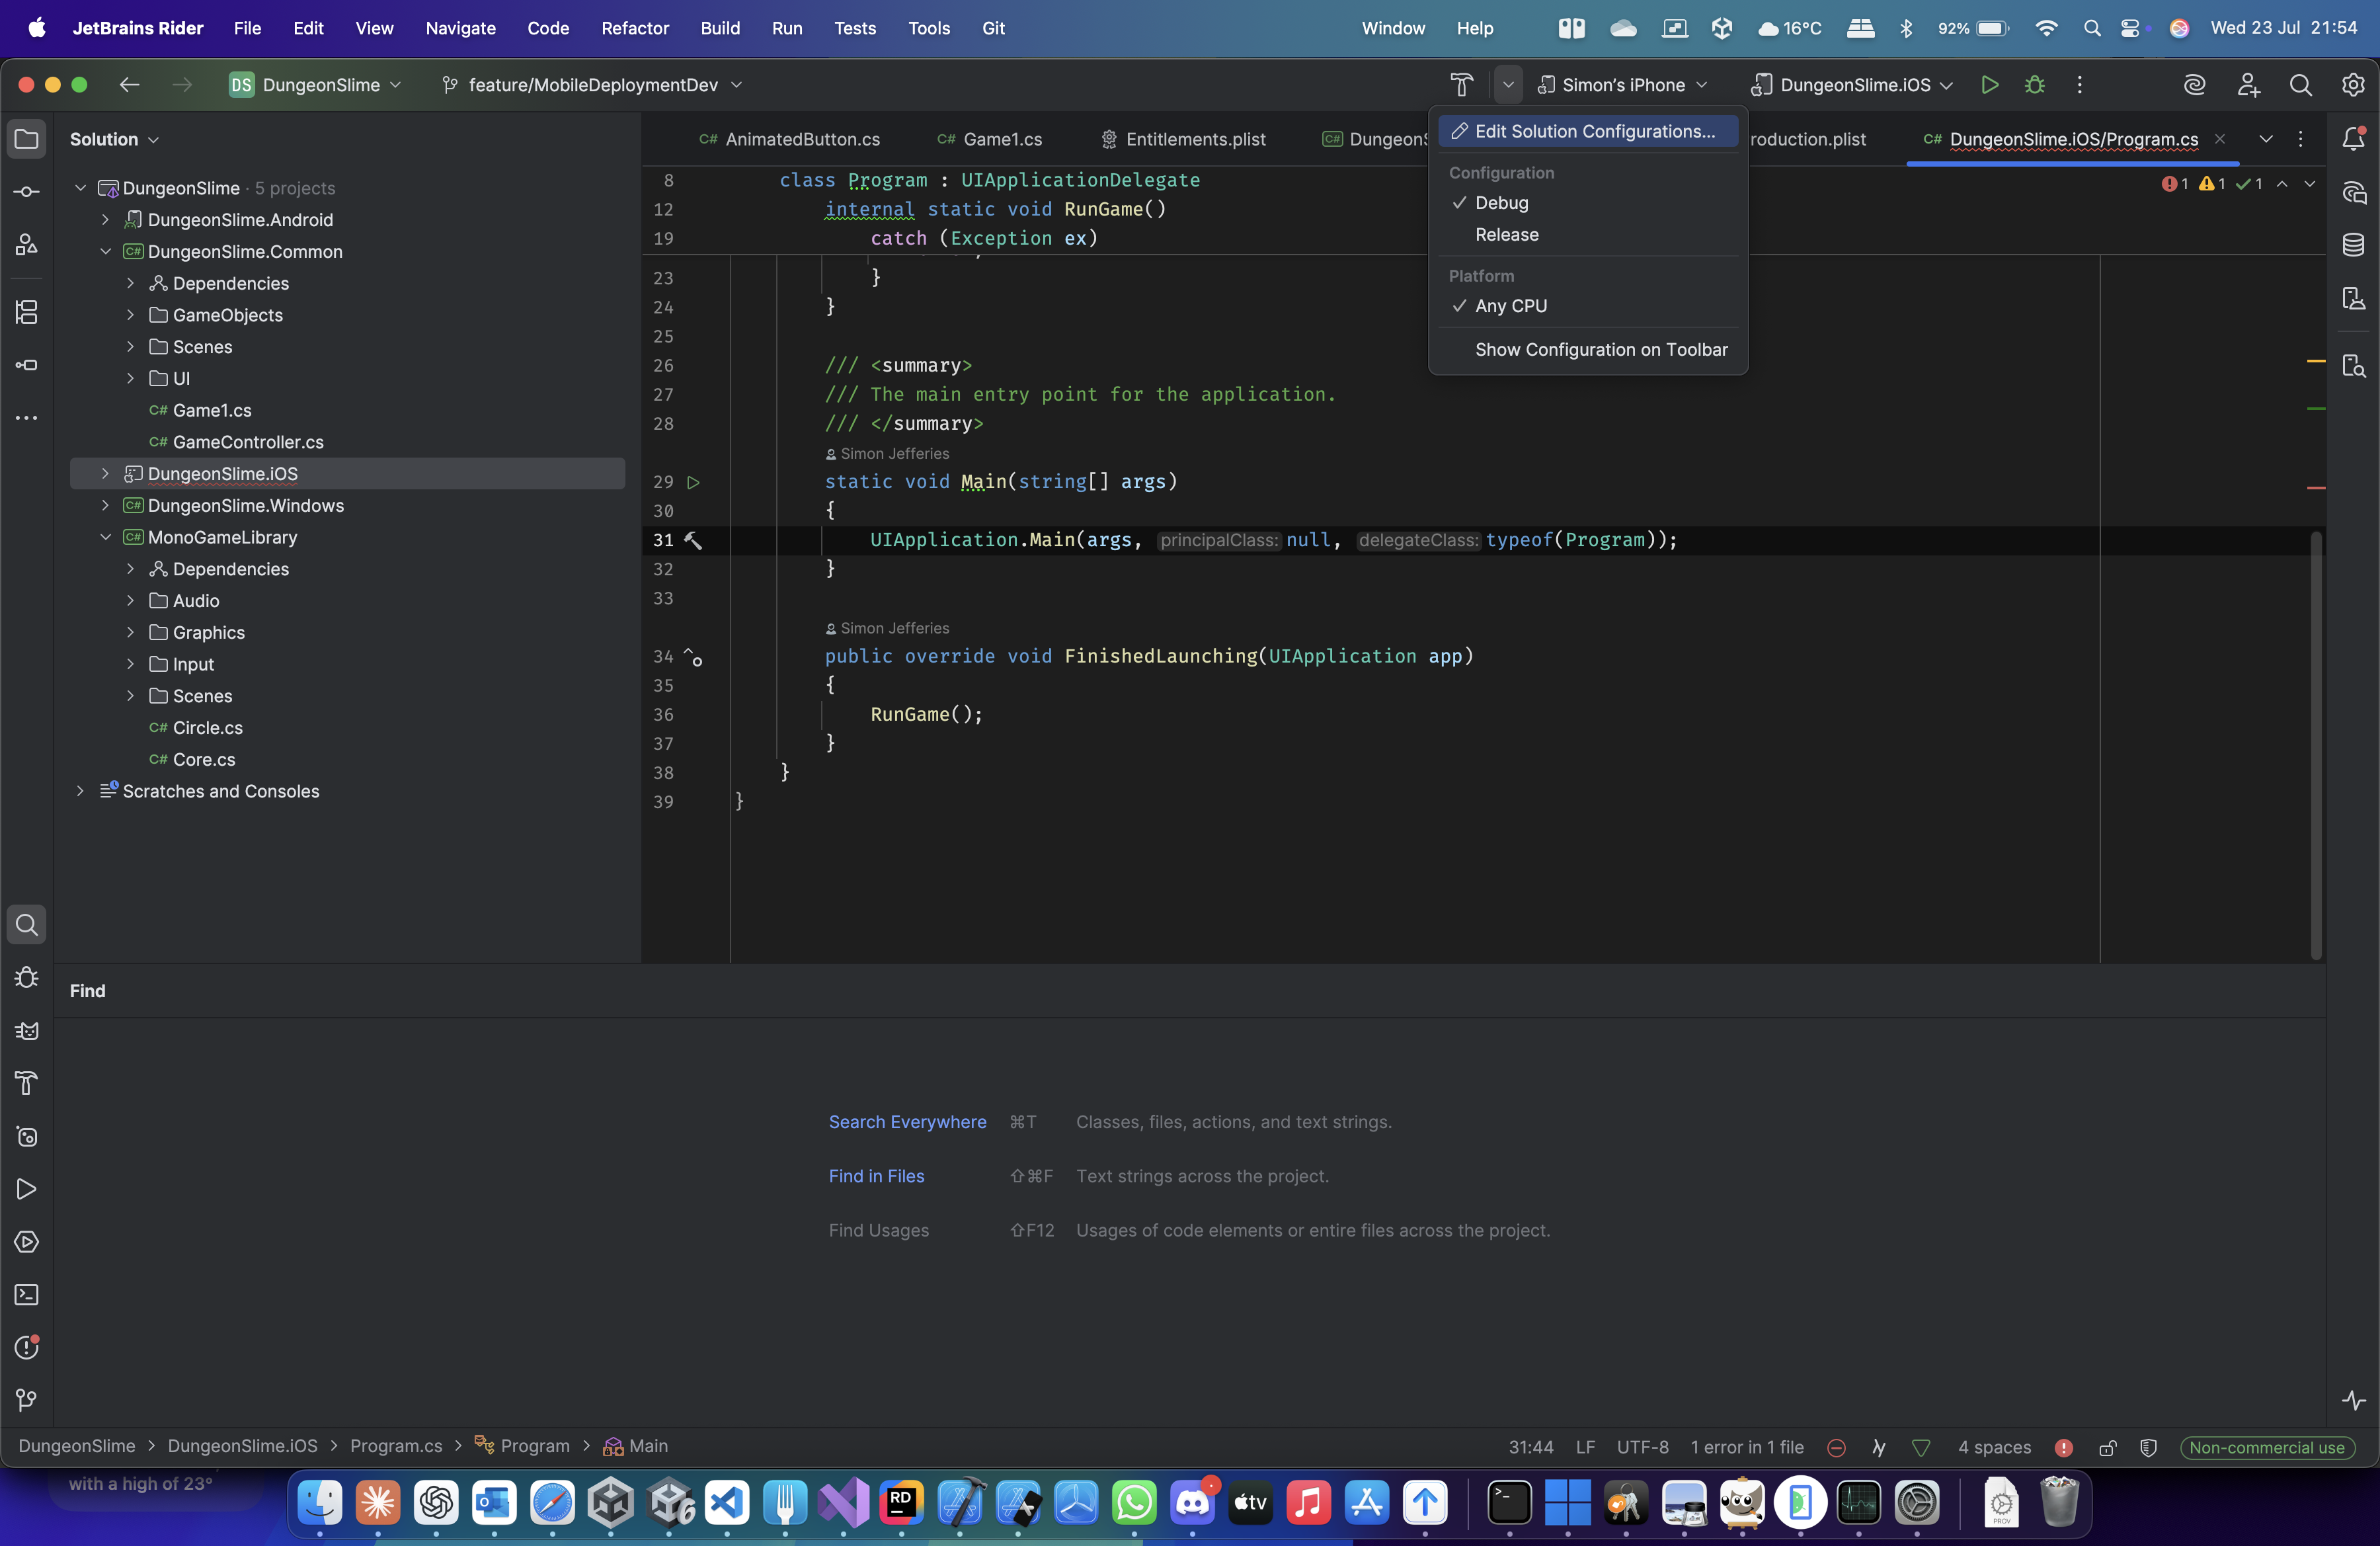 JetBrains Rider File Edit View Navigate Code Refactor Build Run Tests Tools Git Window Help 16°C 92% Wed 23 Jul 21:54
DS DungeonSlime feature/MobileDeploymentDev Simon's iPhone DungeonSlime.iOS
Solution
AnimatedButton.cs Game1.cs Entitlements.plist DungeonS roduction.plist DungeonSlime.iOS/Program.cs
Edit Solution Configurations...
Configuration
Debug
Release
Platform
Any CPU
Show Configuration on Toolbar
DungeonSlime · 5 projects
DungeonSlime.Android
DungeonSlime.Common
Dependencies
GameObjects
Scenes
UI
C# Game1.cs
C# GameController.cs
DungeonSlime.iOS
C# DungeonSlime.Windows
C# MonoGameLibrary
Dependencies
Audio
Graphics
Input
Scenes
C# Circle.cs
C# Core.cs
Scratches and Consoles
1 1 1
8 class Program : UIApplicationDelegate
12 internal static void RunGame()
19 catch (Exception ex)
23 }
24 }
25
26 /// <summary>
27 /// The main entry point for the application.
28 /// </summary>
Simon Jefferies
29 static void Main(string[] args)
30 {
31 UIApplication.Main(args, principalClass: null, delegateClass: typeof(Program));
32 }
33
Simon Jefferies
34 public override void FinishedLaunching(UIApplication app)
35 {
36 RunGame();
37 }
38 }
39 }
Find
Search Everywhere ⌘T Classes, files, actions, and text strings.
Find in Files ⇧⌘F Text strings across the project.
Find Usages ⇧F12 Usages of code elements or entire files across the project.
DungeonSlime > DungeonSlime.iOS > Program.cs > Program > Main 31:44 LF UTF-8 1 error in 1 file 4 spaces Non-commercial use
with a high of 23°
RD
tv
PROV